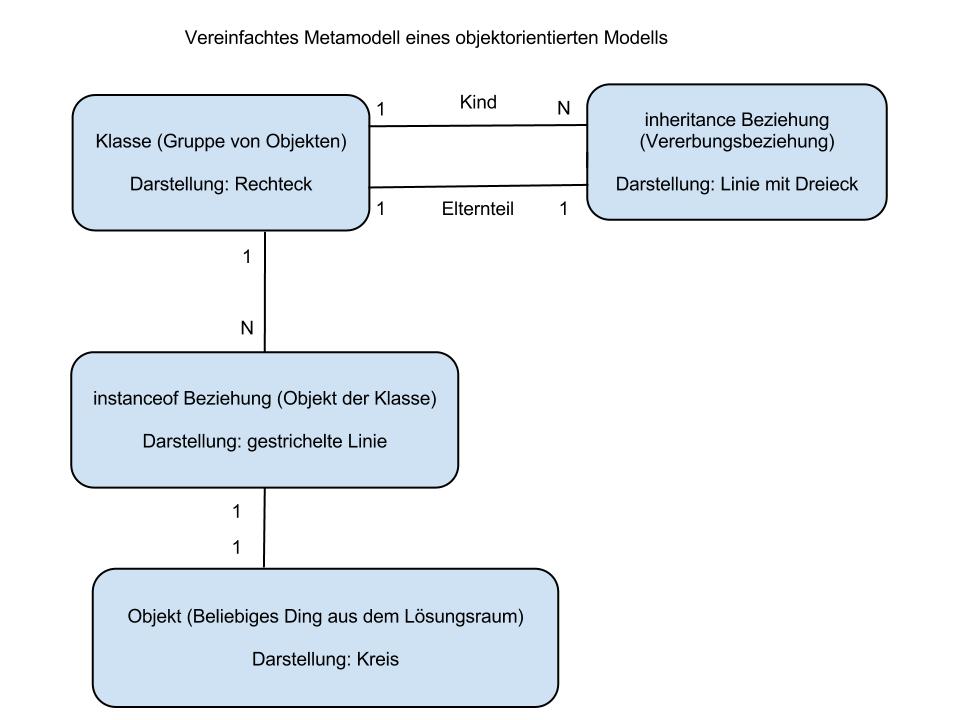 Vereinfachtes Metamodell eines objektorientierten Modells
1 Kind N
Klasse (Gruppe von Objekten)
Darstellung: Rechteck
inheritance Beziehung
(Vererbungsbeziehung)
Darstellung: Linie mit Dreieck
1 Elternteil 1
1
N
instanceof Beziehung (Objekt der Klasse)
Darstellung: gestrichelte Linie
1
1
Objekt (Beliebiges Ding aus dem Lösungsraum)
Darstellung: Kreis